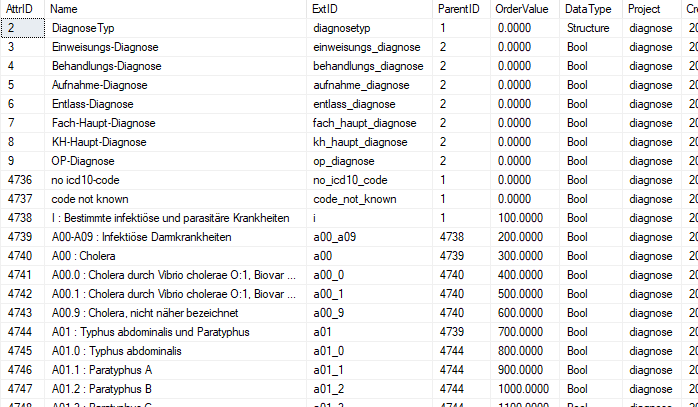 AttrID Name ExtID ParentID OrderValue DataType Project Cre
2 DiagnoseTyp diagnosetyp 1 0.0000 Structure diagnose 20
3 Einweisungs-Diagnose einweisungs_diagnose 2 0.0000 Bool diagnose 20
4 Behandlungs-Diagnose behandlungs_diagnose 2 0.0000 Bool diagnose 20
5 Aufnahme-Diagnose aufnahme_diagnose 2 0.0000 Bool diagnose 20
6 Entlass-Diagnose entlass_diagnose 2 0.0000 Bool diagnose 20
7 Fach-Haupt-Diagnose fach_haupt_diagnose 2 0.0000 Bool diagnose 20
8 KH-Haupt-Diagnose kh_haupt_diagnose 2 0.0000 Bool diagnose 20
9 OP-Diagnose op_diagnose 2 0.0000 Bool diagnose 20
4736 no icd10-code no_icd10_code 1 0.0000 Bool diagnose 20
4737 code not known code_not_known 1 0.0000 Bool diagnose 20
4738 I : Bestimmte infektiöse und parasitäre Krankheiten i 1 100.0000 Bool diagnose 20
4739 A00-A09 : Infektiöse Darmkrankheiten a00_a09 4738 200.0000 Bool diagnose 20
4740 A00 : Cholera a00 4739 300.0000 Bool diagnose 20
4741 A00.0 : Cholera durch Vibrio cholerae O:1, Biovar ... a00_0 4740 400.0000 Bool diagnose 20
4742 A00.1 : Cholera durch Vibrio cholerae O:1, Biovar ... a00_1 4740 500.0000 Bool diagnose 20
4743 A00.9 : Cholera, nicht näher bezeichnet a00_9 4740 600.0000 Bool diagnose 20
4744 A01 : Typhus abdominalis und Paratyphus a01 4739 700.0000 Bool diagnose 20
4745 A01.0 : Typhus abdominalis a01_0 4744 800.0000 Bool diagnose 20
4746 A01.1 : Paratyphus A a01_1 4744 900.0000 Bool diagnose 20
4747 A01.2 : Paratyphus B a01_2 4744 1000.0000 Bool diagnose 20